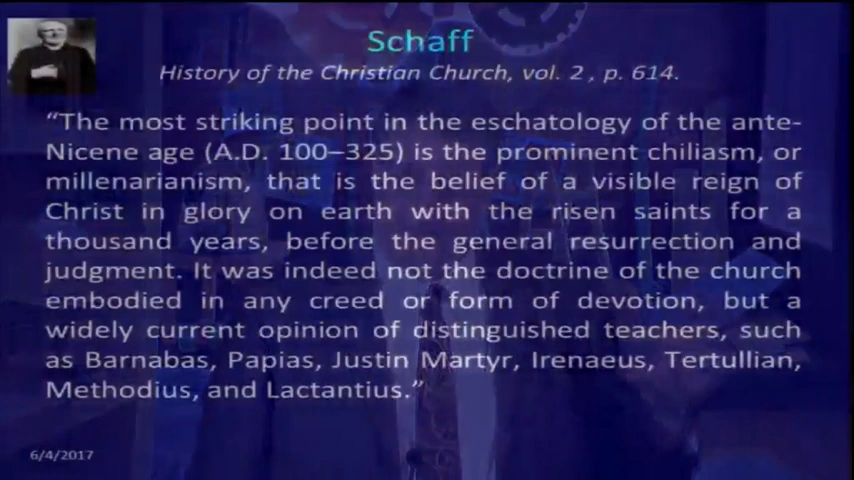 Schaff
History of the Christian Church, vol. 2 , p. 614.
“The most striking point in the eschatology of the ante-
Nicene age (A.D. 100–325) is the prominent chiliasm, or
millenarianism, that is the belief of a visible reign of
Christ in glory on earth with the risen saints for a
thousand years, before the general resurrection and
judgment. It was indeed not the doctrine of the church
embodied in any creed or form of devotion, but a
widely current opinion of distinguished teachers, such
as Barnabas, Papias, Justin Martyr, Irenaeus, Tertullian,
Methodius, and Lactantius.”
6/4/2017